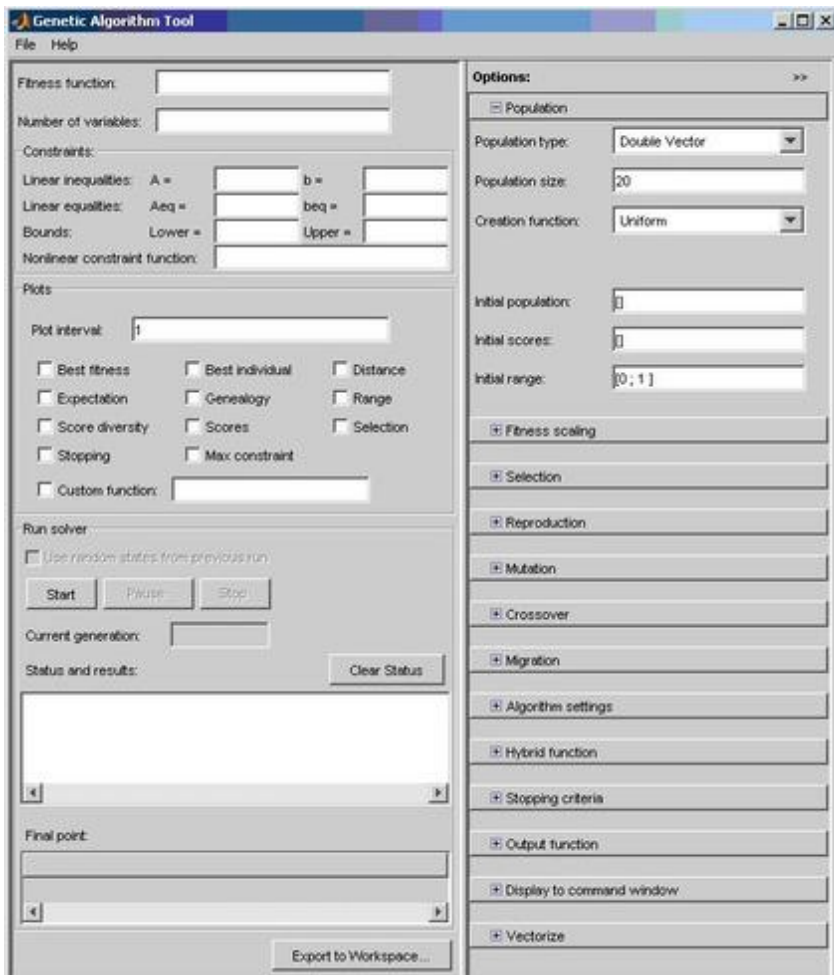 Genetic Algorithm Tool
File Help
Fitness function:
Number of variables:
Constraints:
Linear inequalities: A = b =
Linear equalities: Aeq = beq =
Bounds: Lower = Upper =
Nonlinear constraint function:
Plots
Plot interval: 1
Best fitness Best individual Distance
Expectation Genealogy Range
Score diversity Scores Selection
Stopping Max constraint
Custom function:
Run solver
Use random states from previous run
Start Pause Stop
Current generation:
Status and results: Clear Status
Final point:
Export to Workspace...
Options: >>
Population
Population type: Double Vector
Population size: 20
Creation function: Uniform
Initial population: []
Initial scores: []
Initial range: [0 ; 1 ]
Fitness scaling
Selection
Reproduction
Mutation
Crossover
Migration
Algorithm settings
Hybrid function
Stopping criteria
Output function
Display to command window
Vectorize